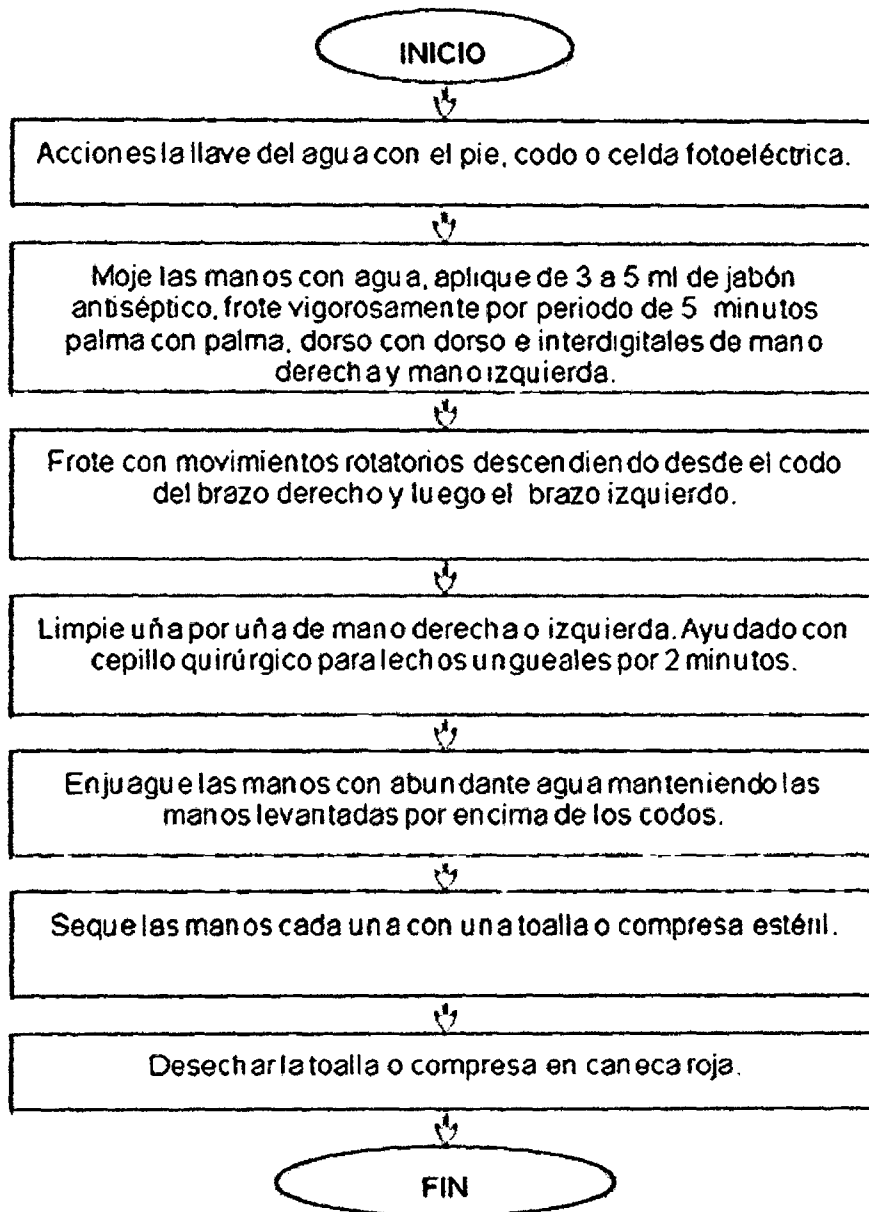 INICIO
Acciones la llave del agua con el pie, codo o celda fotoeléctrica.
Moje las manos con agua, aplique de 3 a 5 ml de jabón
antiséptico, frote vigorosamente por periodo de 5 minutos
palma con palma, dorso con dorso e interdigitales de mano
derecha y mano izquierda.
Frote con movimientos rotatorios descendiendo desde el codo
del brazo derecho y luego el brazo izquierdo.
Limpie uña por uña de mano derecha o izquierda. Ayudado con
cepillo quirúrgico para lechos ungueales por 2 minutos.
Enjuague las manos con abundante agua manteniendo las
manos levantadas por encima de los codos.
Seque las manos cada una con una toalla o compresa estéril.
Desechar la toalla o compresa en caneca roja.
FIN